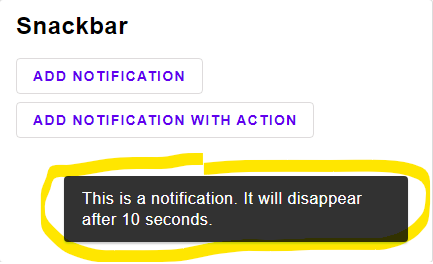 Snackbar
ADD NOTIFICATION
ADD NOTIFICATION WITH ACTION
This is a notification. It will disappear
after 10 seconds.